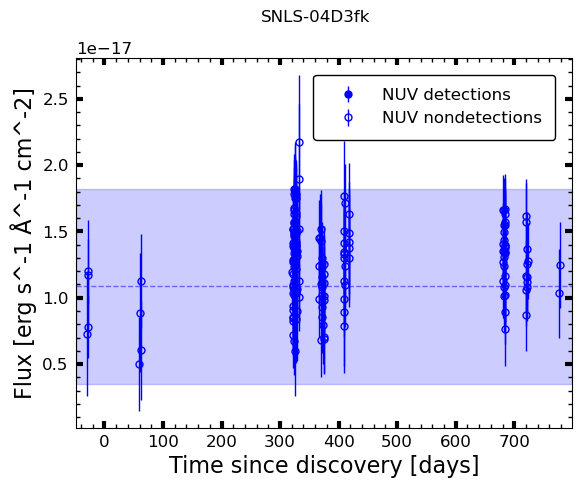 SNLS-04D3fk
1e−17
NUV detections
NUV nondetections
2.5
2.0
1.5
1.0
0.5
Flux [erg s^-1 Å^-1 cm^-2]
0 100 200 300 400 500 600 700
Time since discovery [days]